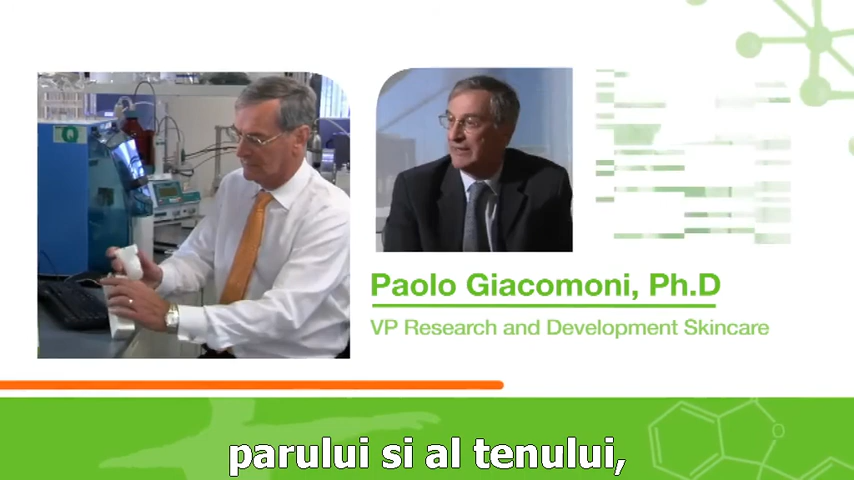 Paolo Giacomoni, Ph.D
VP Research and Development Skincare
parului si al tenului,